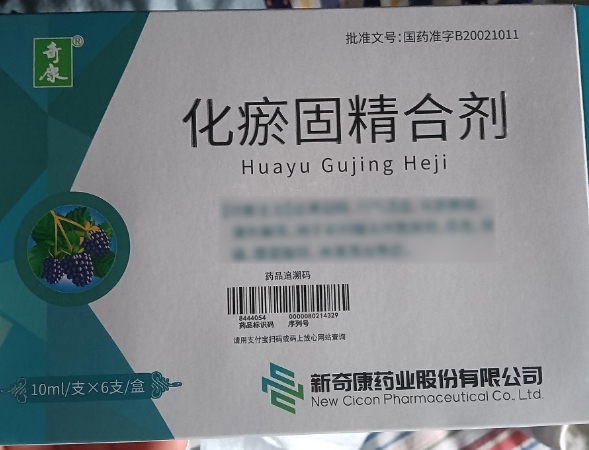 奇康®
批准文号:国药准字B20021011
化瘀固精合剂
Huayu Gujing Heji
药品追溯码
8444054 0000080214329
药品标识码 序列号
请用支付宝扫码或码上放心网站查询
10ml/支×6支/盒
新奇康药业股份有限公司
New Cicon Pharmaceutical Co., Ltd.